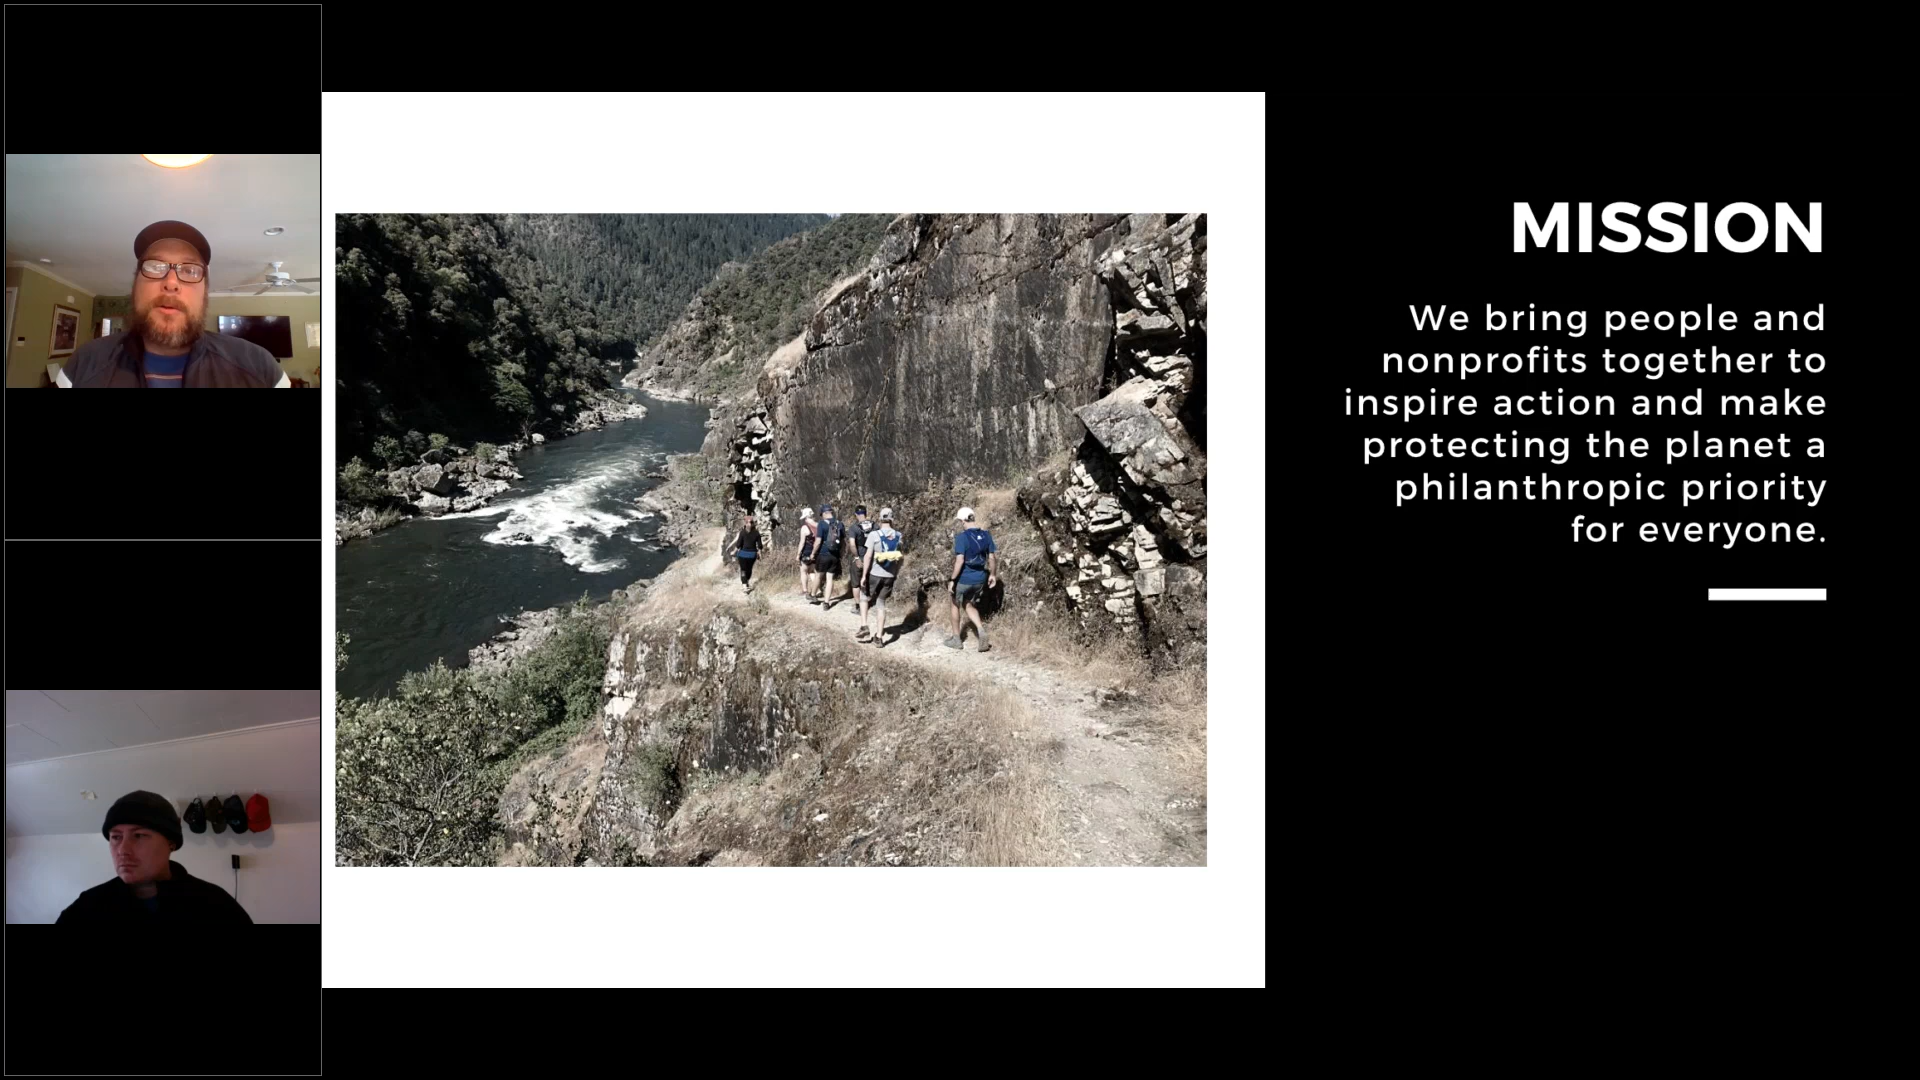 MISSION
We bring people and
nonprofits together to
inspire action and make
protecting the planet a
philanthropic priority
for everyone.